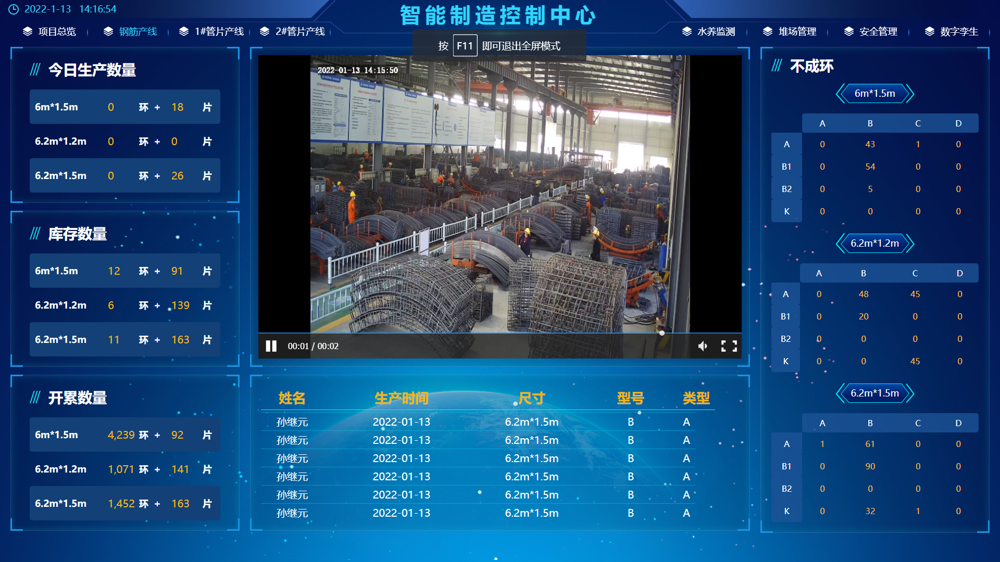 2022-1-13 14:16:54
智能制造控制中心
项目总览 钢筋产线 1#管片产线 2#管片产线 水养监测 堆场管理 安全管理 数字孪生
按 F11 即可退出全屏模式
今日生产数量
6m*1.5m 0 环 + 18 片
6.2m*1.2m 0 环 + 0 片
6.2m*1.5m 0 环 + 26 片
库存数量
6m*1.5m 12 环 + 91 片
6.2m*1.2m 6 环 + 139 片
6.2m*1.5m 11 环 + 163 片
开累数量
6m*1.5m 4,239 环 + 92 片
6.2m*1.2m 1,071 环 + 141 片
6.2m*1.5m 1,452 环 + 163 片
2022-01-13 14:15:50
00:01 / 00:02
姓名 生产时间 尺寸 型号 类型
孙继元 2022-01-13 6.2m*1.5m B A
孙继元 2022-01-13 6.2m*1.5m B A
孙继元 2022-01-13 6.2m*1.5m B A
孙继元 2022-01-13 6.2m*1.5m B A
孙继元 2022-01-13 6.2m*1.5m B A
孙继元 2022-01-13 6.2m*1.5m B A
不成环
6m*1.5m
A B C D
A 0 43 1 0
B1 0 54 0 0
B2 0 5 0 0
K 0 0 0 0
6.2m*1.2m
A B C D
A 0 48 45 0
B1 0 20 0 0
B2 0 0 0 0
K 0 0 45 0
6.2m*1.5m
A B C D
A 1 61 0 0
B1 0 90 0 0
B2 0 0 0 0
K 0 32 1 0